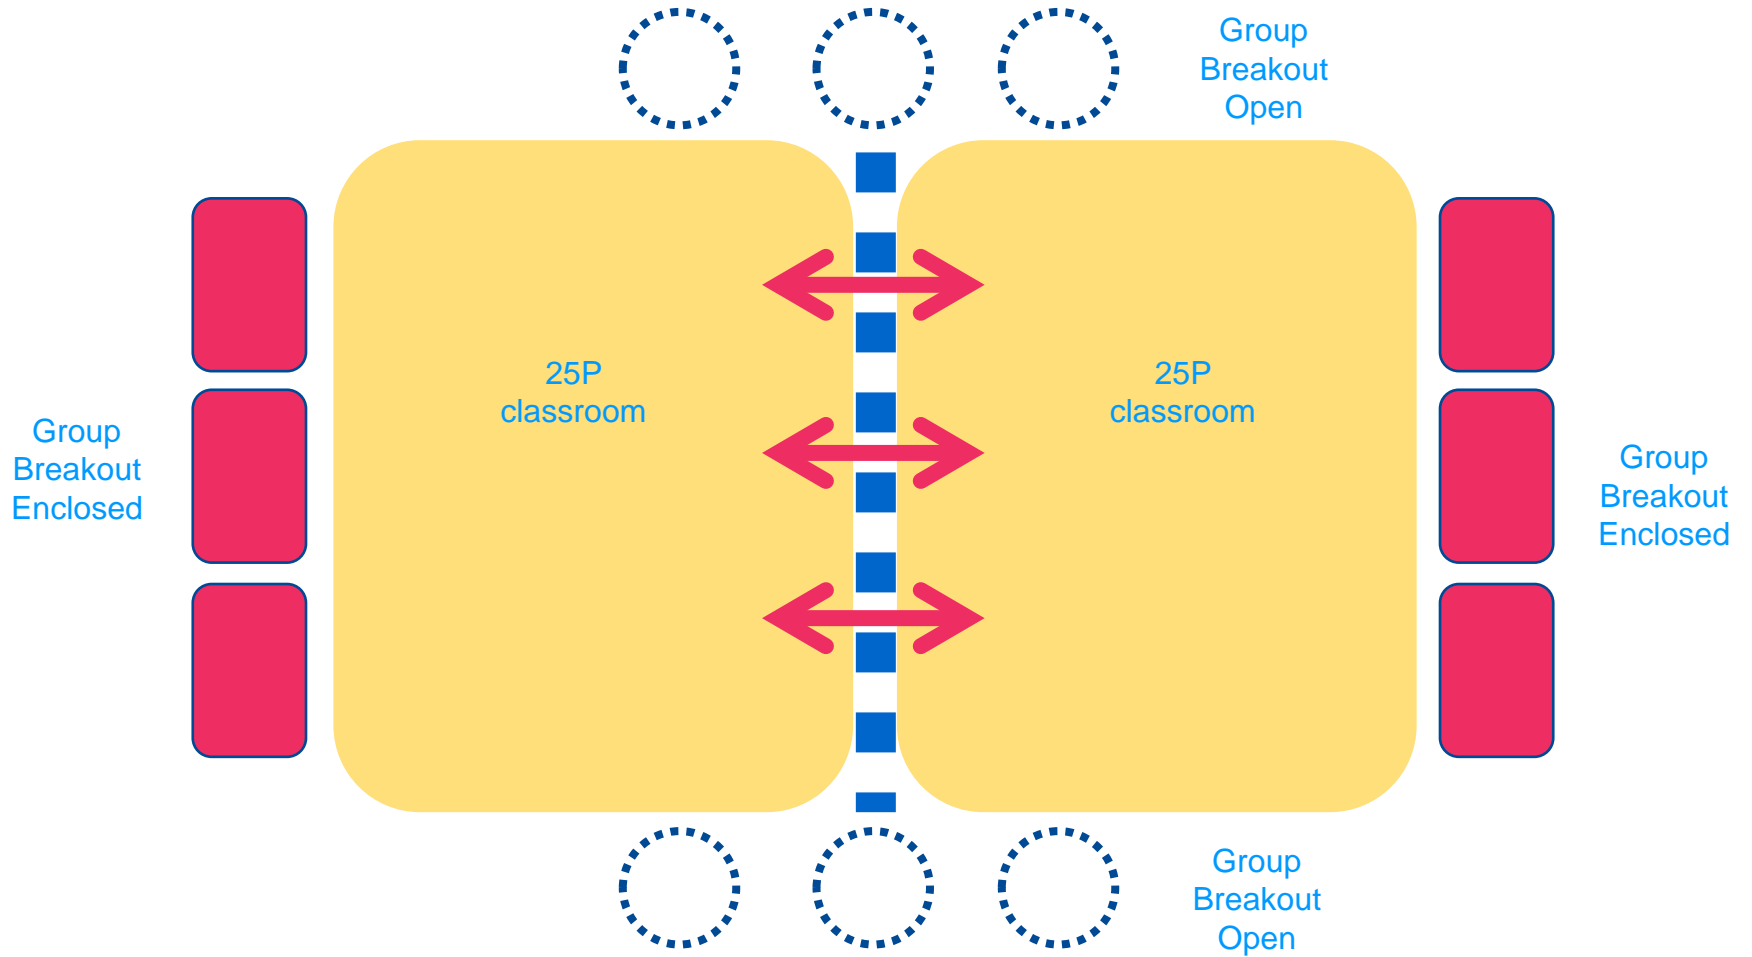 Group
Breakout
Open
25P
classroom
25P
classroom
Group
Breakout
Enclosed
Group
Breakout
Enclosed
Group
Breakout
Open